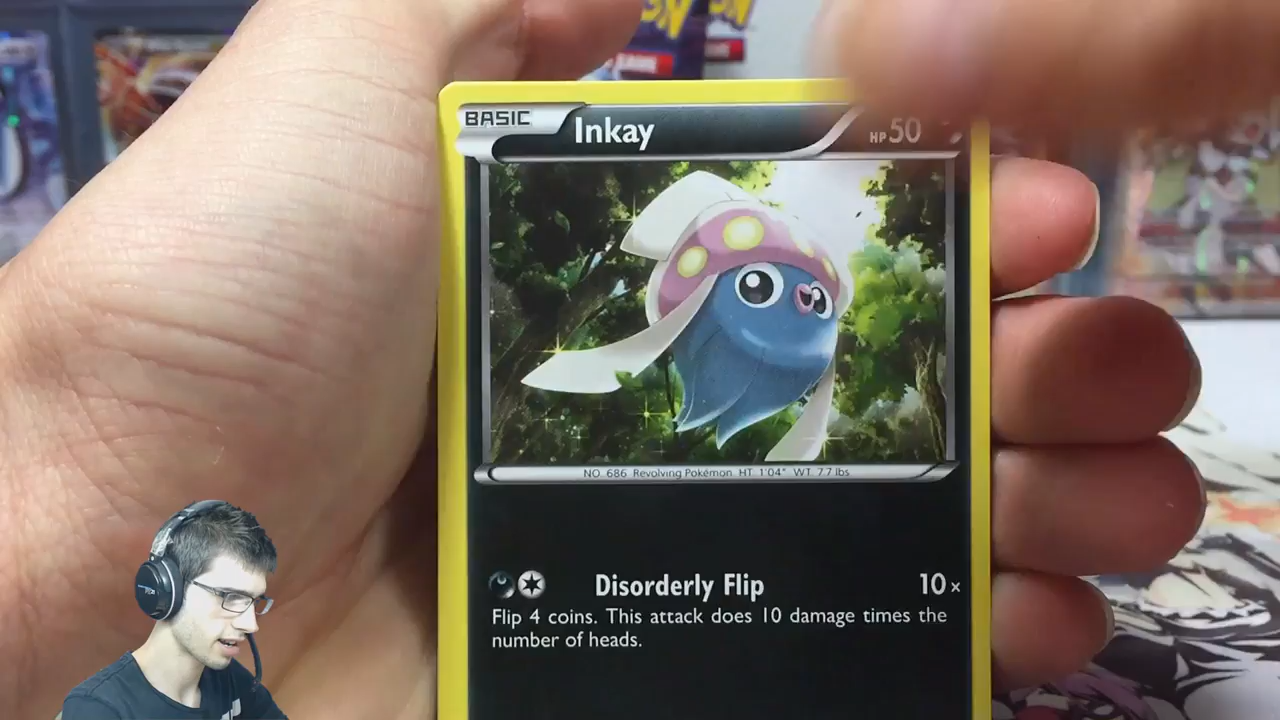 BASIC Inkay HP50
NO. 686 Revolving Pokémon HT 1'04" WT. 7.7 lbs
Disorderly Flip 10×
Flip 4 coins. This attack does 10 damage times the
number of heads.